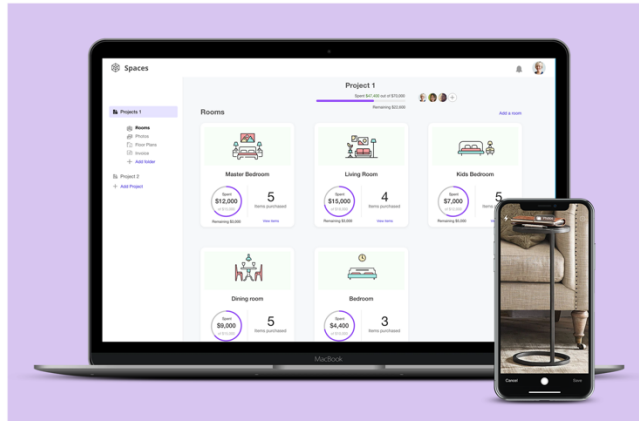 Spaces
Project 1
Projects 1
Rooms
Photos
Floor Plans
Invoice
+ Add folder
Project 2
+ Add Project
Rooms
Add a room
Master Bedroom
Spent
$12,000
5
Items purchased
View items
Living Room
Spent
$15,000
4
Items purchased
View items
Kids Bedroom
Spent
$7,000
5
Items purchased
Dining room
Spent
$9,000
5
Items purchased
Bedroom
Spent
$4,400
3
Items purchased
MacBook
Cancel
Save